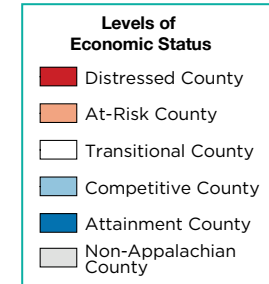 Levels of
Economic Status
Distressed County
At-Risk County
Transitional County
Competitive County
Attainment County
Non-Appalachian
County